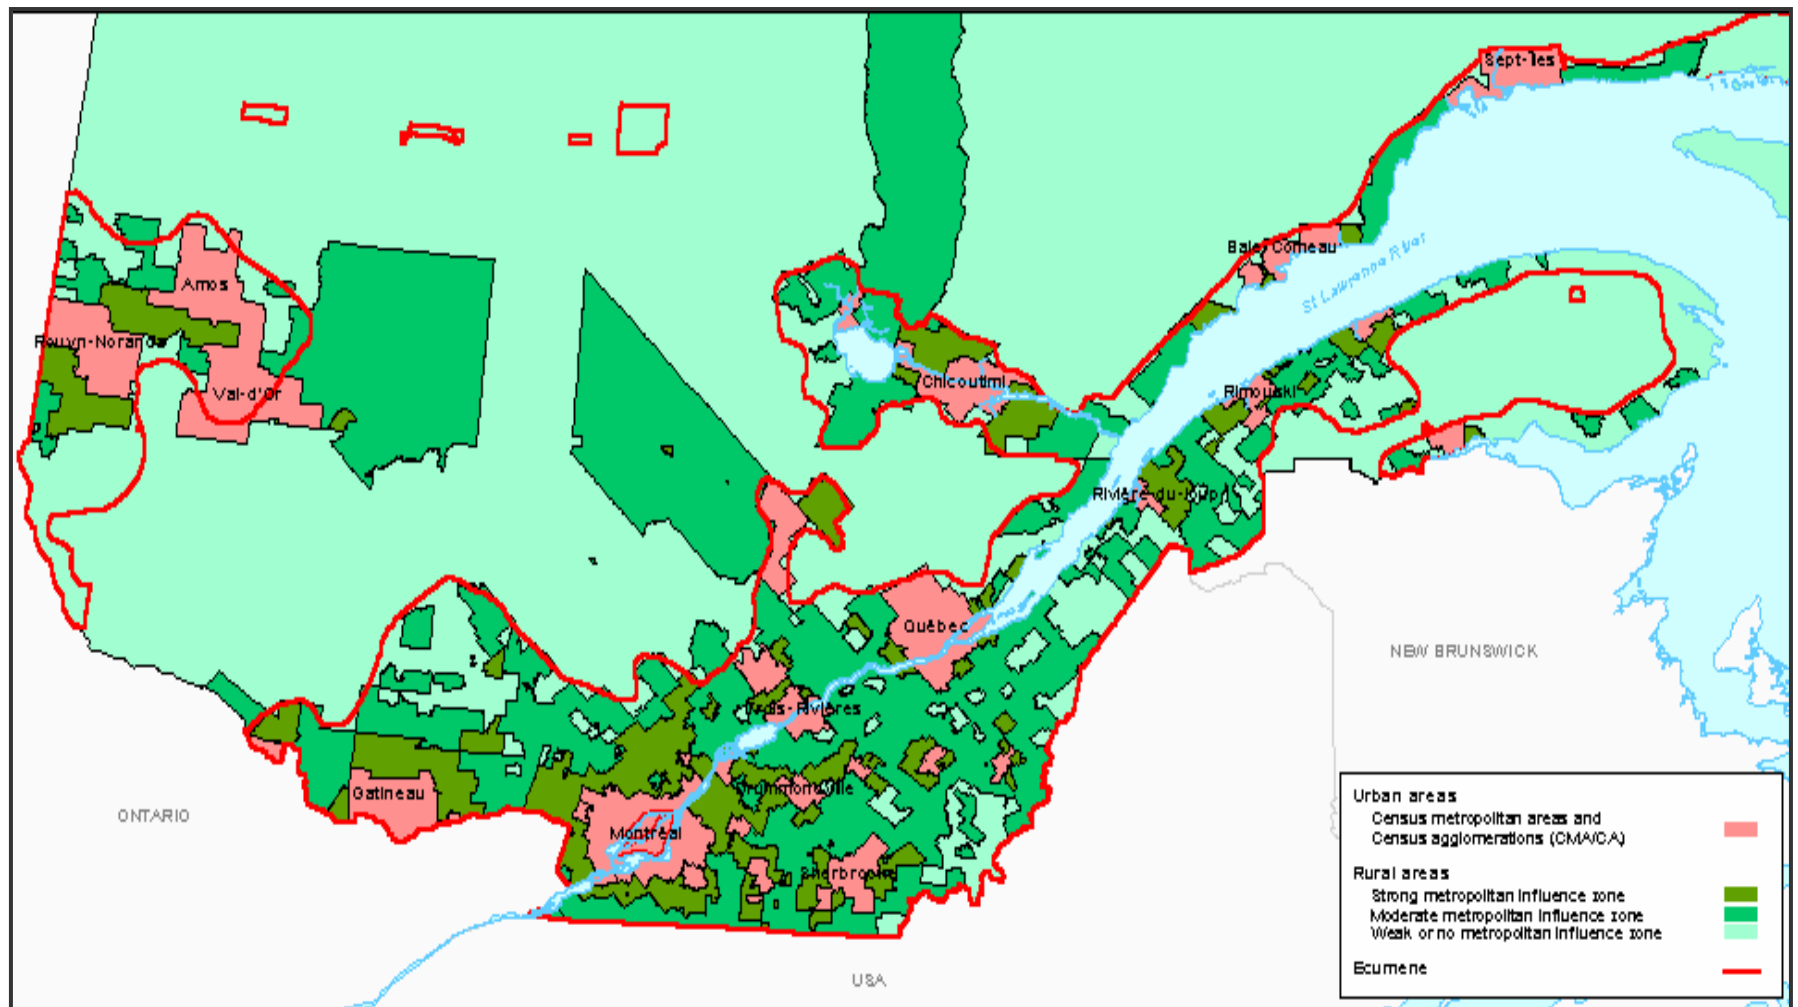 Sept-Îles
Baie-Comeau
St Lawrence River
Amos
Rouyn-Noranda
Val-d'Or
Chicoutimi
Rimouski
Rivière-du-loup
Québec
NEW BRUNSWICK
Trois-Rivières
Drummondville
Gatineau
ONTARIO
Montréal
Sherbrooke
USA
Urban areas
Census metropolitan areas and
Census agglomerations (CMA/CA)
Rural areas
Strong metropolitan influence zone
Moderate metropolitan influence zone
Weak or no metropolitan influence zone
Ecumene